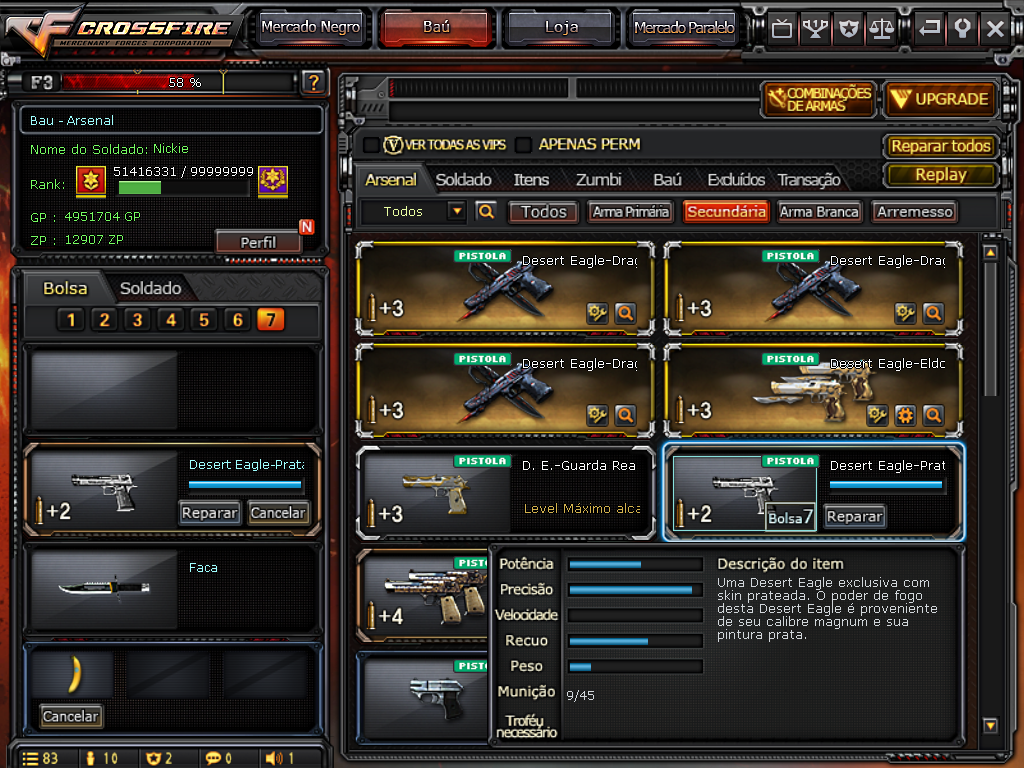 CROSSFIRE
MERCENARY FORCES CORPORATION
Mercado Negro
Baú
Loja
Mercado Paralelo
F3
58 %
?
COMBINAÇÕES
DE ARMAS
UPGRADE
Bau - Arsenal
Nome do Soldado: Nickie
Rank:
51416331 / 99999999
GP : 4951704 GP
ZP : 12907 ZP
N
Perfil
V VER TODAS AS VIPS
APENAS PERM
Reparar todos
Replay
Arsenal
Soldado
Itens
Zumbi
Baú
Exduídos
Transação
Todos
Todos
Arma Primária
Secundária
Arma Branca
Arremesso
Bolsa
Soldado
1 2 3 4 5 6 7
Desert Eagle-Prata
+2
Reparar
Cancelar
Faca
Cancelar
83
10
2
0
1
PISTOLA
Desert Eagle-Drag
+3
PISTOLA
Desert Eagle-Drag
+3
PISTOLA
Desert Eagle-Drag
+3
PISTOLA
Desert Eagle-Eldo
+3
PISTOLA
D. E.-Guarda Rea
+3
Level Máximo alca
PISTOLA
Desert Eagle-Prat
+2
Bolsa7
Reparar
PIST
+4
PISTO
Potência
Precisão
Velocidade
Recuo
Peso
Munição
9/45
Troféu
necessário
Descrição do item
Uma Desert Eagle exclusiva com
skin prateada. O poder de fogo
desta Desert Eagle é proveniente
de seu calibre magnum e sua
pintura prata.